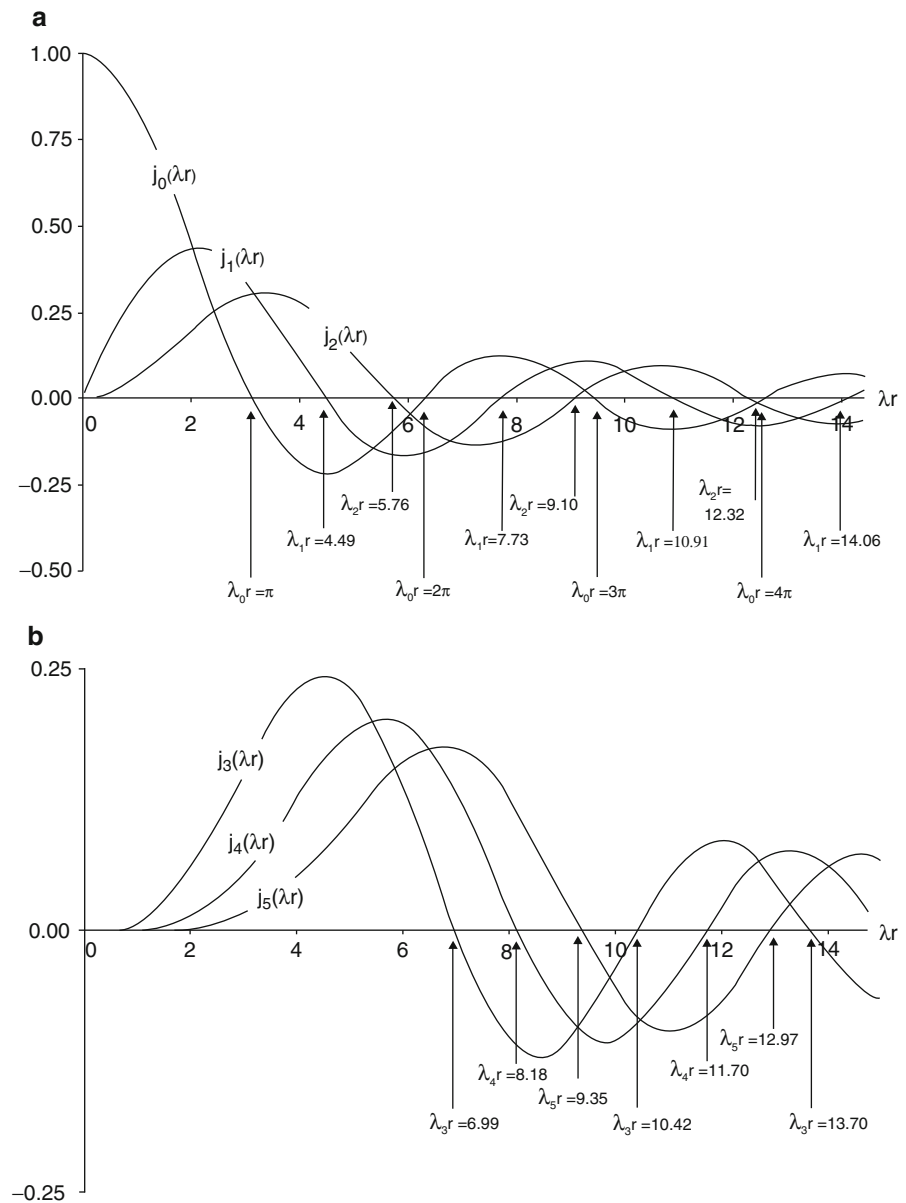 a
1.00
0.75
j0(λr)
0.50
j1(λr)
0.25
j2(λr)
0.00
0 2 4 6 8 10 12 14 λr
−0.25
λ2r =5.76 λ2r =9.10 λ2r= 12.32
λ1r =4.49 λ1r=7.73 λ1r =10.91 λ1r =14.06
−0.50
λ0r =π λ0r =2π λ0r =3π λ0r =4π
b
0.25
j3(λr)
j4(λr)
j5(λr)
0.00
0 2 4 6 8 10 12 14 λr
λ5r =12.97
λ4r =8.18 λ4r =11.70
λ5r =9.35
λ3r =6.99 λ3r =10.42 λ3r =13.70
−0.25